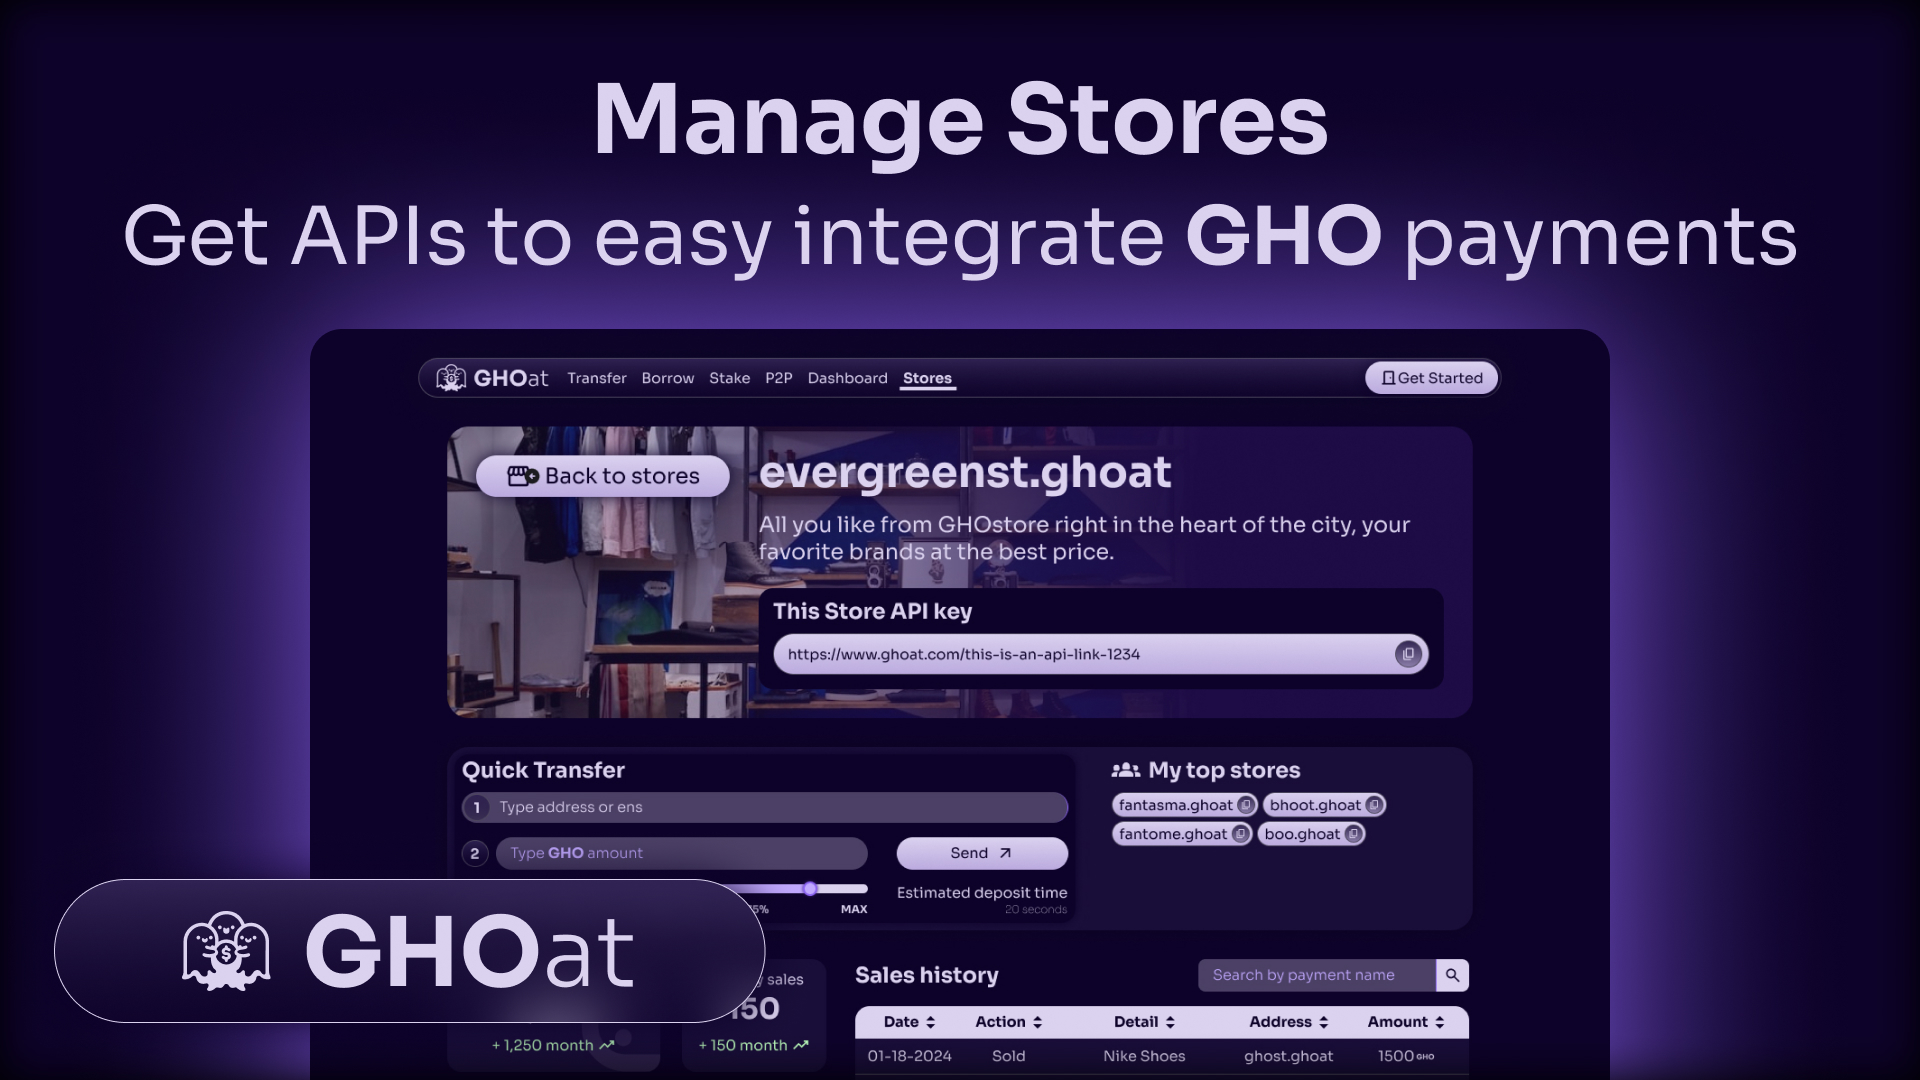 Manage Stores
Get APIs to easy integrate GHO payments
GHOat Transfer Borrow Stake P2P Dashboard Stores Get Started
Back to stores
evergreenst.ghoat
All you like from GHOstore right in the heart of the city, your
favorite brands at the best price.
This Store API key
https://www.ghoat.com/this-is-an-api-link-1234
Quick Transfer
1 Type address or ens
2 Type GHO amount
Send
Estimated deposit time
20 seconds
MAX
My top stores
fantasma.ghoat bhoot.ghoat
fantome.ghoat boo.ghoat
GHOat
sales
150
+ 1,250 month
+ 150 month
Sales history
Search by payment name
Date Action Detail Address Amount
01-18-2024 Sold Nike Shoes ghost.ghoat 1500 GHO